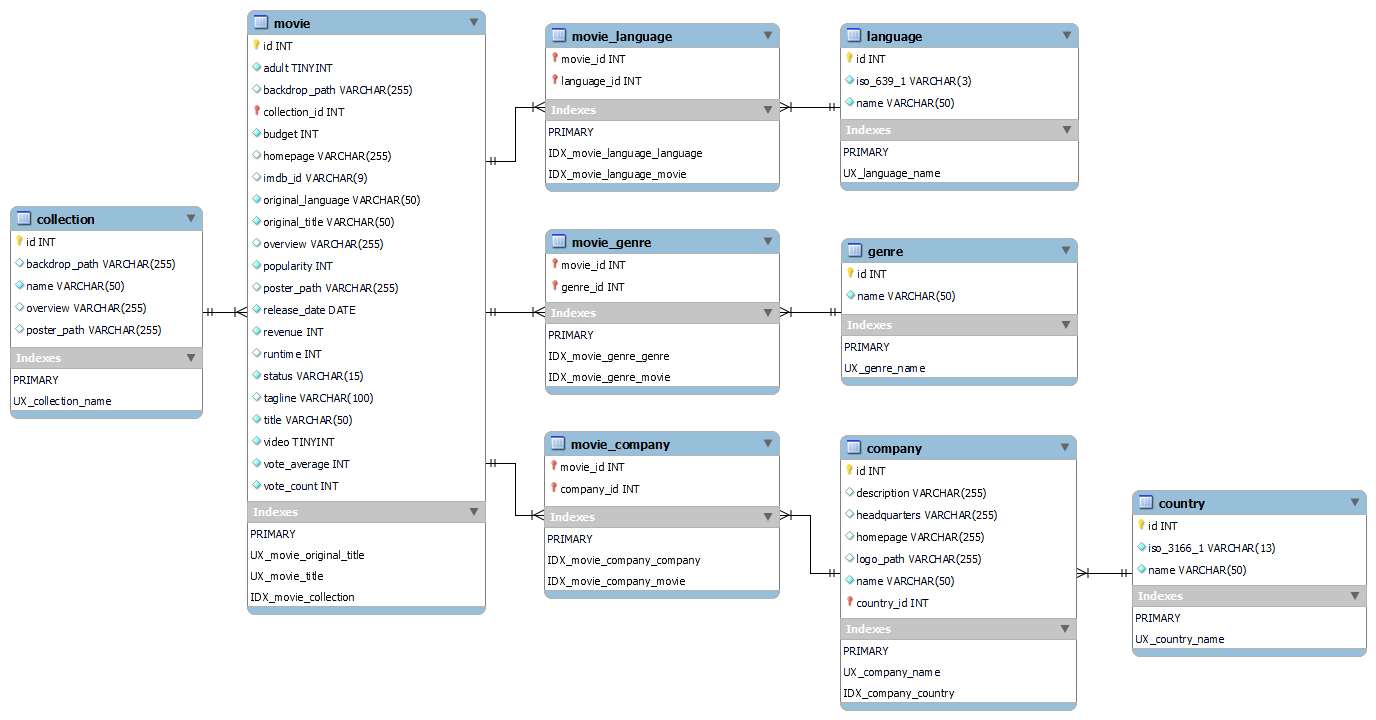 collection
id INT
backdrop_path VARCHAR(255)
name VARCHAR(50)
overview VARCHAR(255)
poster_path VARCHAR(255)
Indexes
PRIMARY
UX_collection_name
movie
id INT
adult TINYINT
backdrop_path VARCHAR(255)
collection_id INT
budget INT
homepage VARCHAR(255)
imdb_id VARCHAR(9)
original_language VARCHAR(50)
original_title VARCHAR(50)
overview VARCHAR(255)
popularity INT
poster_path VARCHAR(255)
release_date DATE
revenue INT
runtime INT
status VARCHAR(15)
tagline VARCHAR(100)
title VARCHAR(50)
video TINYINT
vote_average INT
vote_count INT
Indexes
PRIMARY
UX_movie_original_title
UX_movie_title
IDX_movie_collection
movie_language
movie_id INT
language_id INT
Indexes
PRIMARY
IDX_movie_language_language
IDX_movie_language_movie
language
id INT
iso_639_1 VARCHAR(3)
name VARCHAR(50)
Indexes
PRIMARY
UX_language_name
movie_genre
movie_id INT
genre_id INT
Indexes
PRIMARY
IDX_movie_genre_genre
IDX_movie_genre_movie
genre
id INT
name VARCHAR(50)
Indexes
PRIMARY
UX_genre_name
movie_company
movie_id INT
company_id INT
Indexes
PRIMARY
IDX_movie_company_company
IDX_movie_company_movie
company
id INT
description VARCHAR(255)
headquarters VARCHAR(255)
homepage VARCHAR(255)
logo_path VARCHAR(255)
name VARCHAR(50)
country_id INT
Indexes
PRIMARY
UX_company_name
IDX_company_country
country
id INT
iso_3166_1 VARCHAR(13)
name VARCHAR(50)
Indexes
PRIMARY
UX_country_name